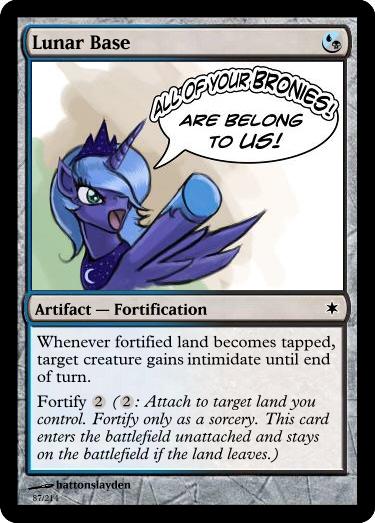 Lunar Base
ALL OF YOUR BRONIES!
ARE BELONG
TO US!
Artifact — Fortification
Whenever fortified land becomes tapped,
target creature gains intimidate until end
of turn.
Fortify 2 (2: Attach to target land you
control. Fortify only as a sorcery. This card
enters the battlefield unattached and stays
on the battlefield if the land leaves.)
hattonslayden
87/214